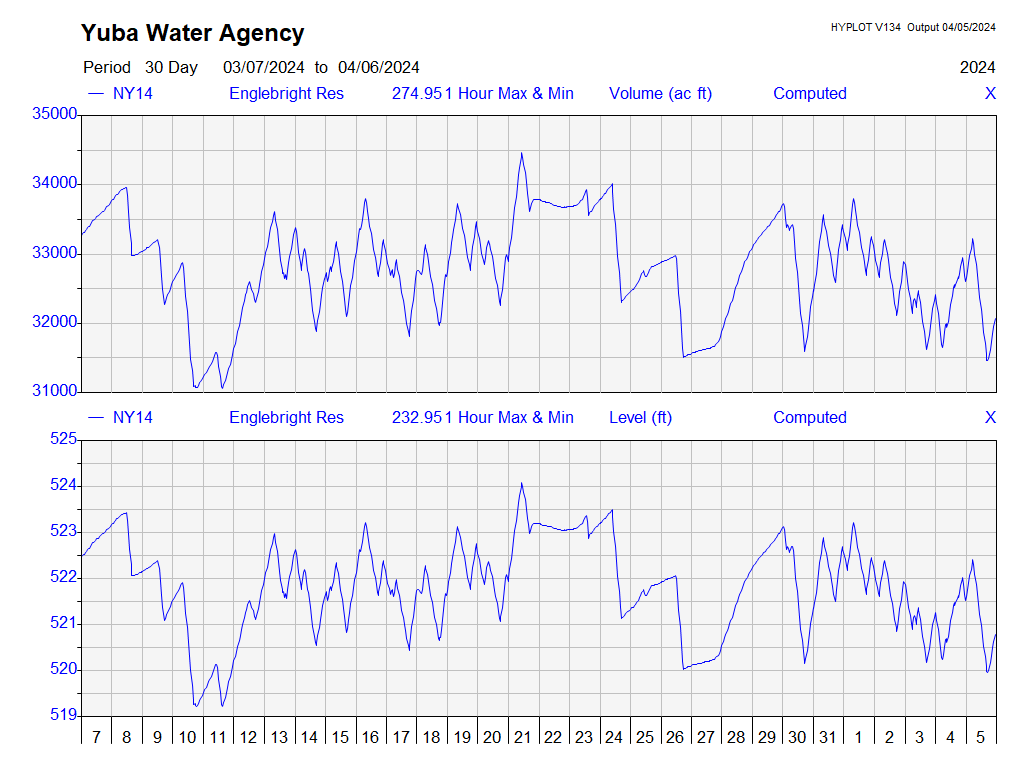 Yuba Water Agency
HYPLOT V134 Output 04/05/2024
Period 30 Day 03/07/2024 to 04/06/2024 2024
NY14 Englebright Res 274.951 Hour Max & Min Volume (ac ft) Computed X
35000
34000
33000
32000
31000
NY14 Englebright Res 232.951 Hour Max & Min Level (ft) Computed X
525
524
523
522
521
520
519
7 8 9 10 11 12 13 14 15 16 17 18 19 20 21 22 23 24 25 26 27 28 29 30 31 1 2 3 4 5